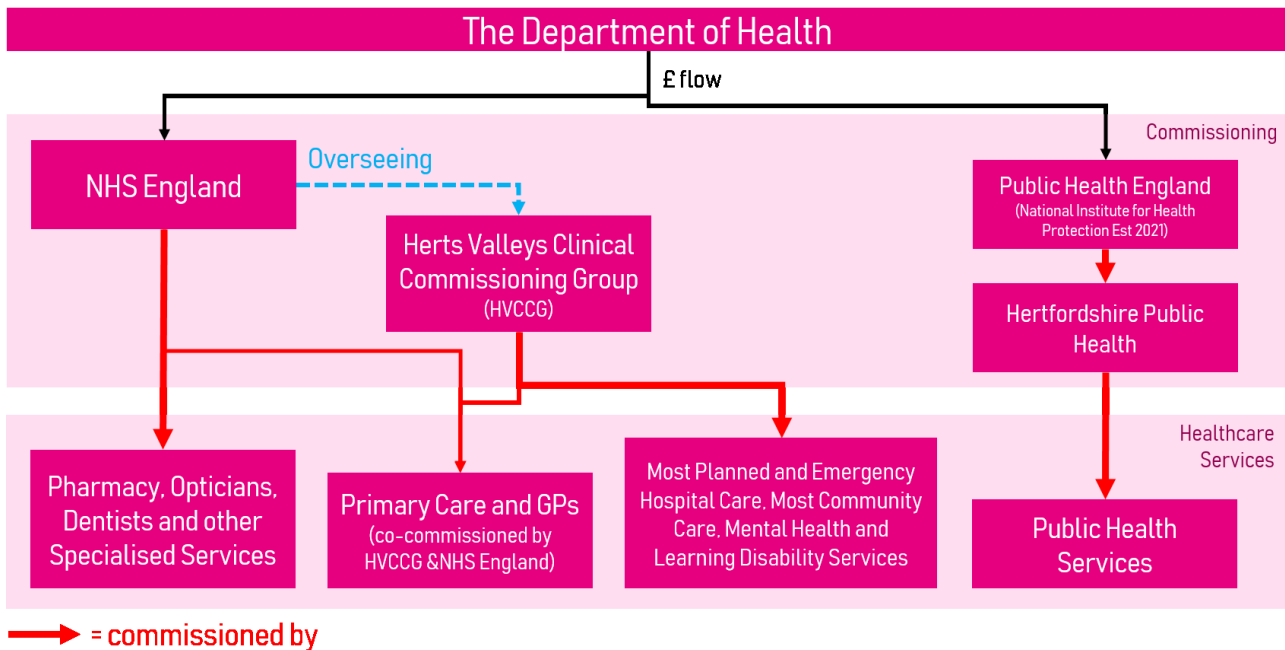 The Department of Health
£ flow
Commissioning
NHS England
Overseeing
Public Health England
(National Institute for Health
Protection Est 2021)
Herts Valleys Clinical
Commissioning Group
(HVCCG)
Hertfordshire Public
Health
Healthcare
Services
Pharmacy, Opticians,
Dentists and other
Specialised Services
Primary Care and GPs
(co-commissioned by
HVCCG &NHS England)
Most Planned and Emergency
Hospital Care, Most Community
Care, Mental Health and
Learning Disability Services
Public Health
Services
= commissioned by